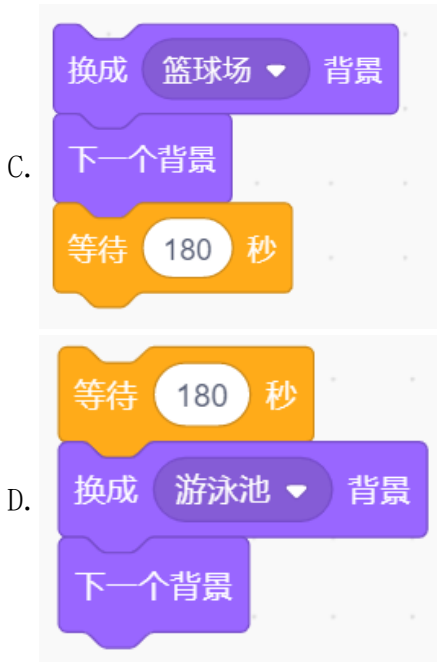 换成 篮球场 背景
C. 下一个背景
等待 180 秒
等待 180 秒
D. 换成 游泳池 背景
下一个背景